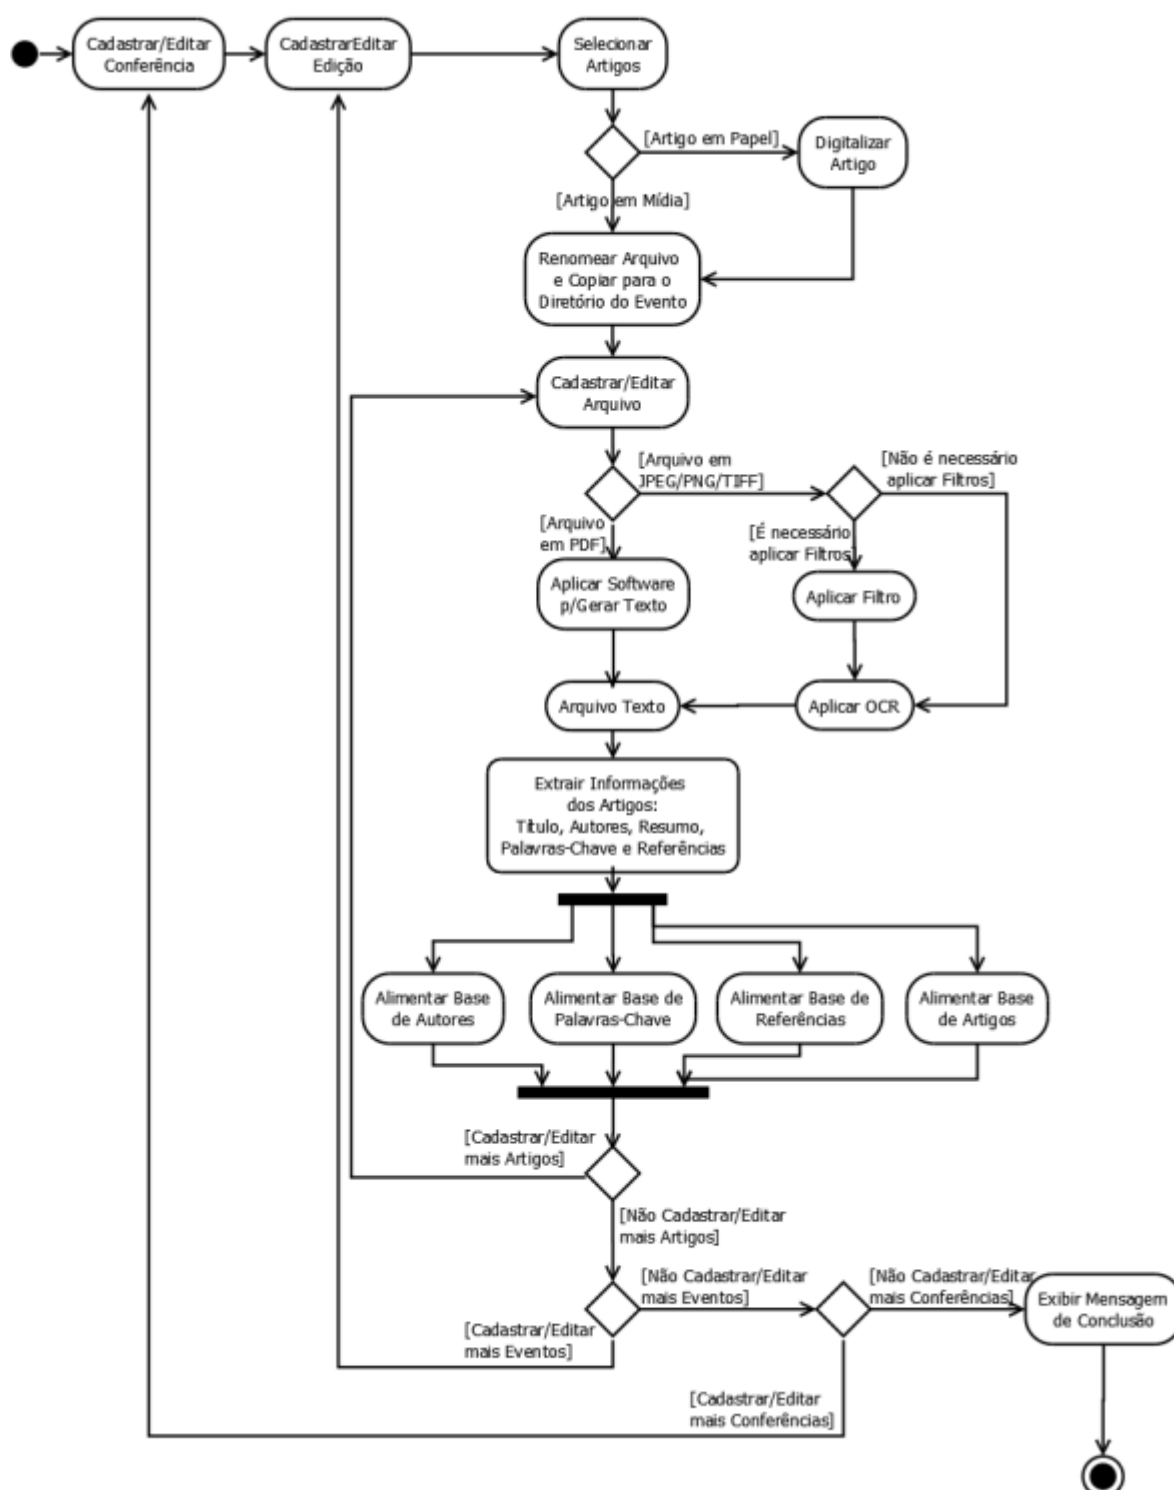 Cadastrar/Editar
Conferência
CadastrarEditar
Edição
Selecionar
Artigos
[Artigo em Papel]
Digitalizar
Artigo
[Artigo em Mídia]
Renomear Arquivo
e Copiar para o
Diretório do Evento
Cadastrar/Editar
Arquivo
[Arquivo em
JPEG/PNG/TIFF]
[Não é necessário
aplicar Filtros]
[Arquivo
em PDF]
[É necessário
aplicar Filtros]
Aplicar Software
p/Gerar Texto
Aplicar Filtro
Arquivo Texto
Aplicar OCR
Extrair Informações
dos Artigos:
Título, Autores, Resumo,
Palavras-Chave e Referências
Alimentar Base
de Autores
Alimentar Base de
Palavras-Chave
Alimentar Base de
Referências
Alimentar Base
de Artigos
[Cadastrar/Editar
mais Artigos]
[Não Cadastrar/Editar
mais Artigos]
[Não Cadastrar/Editar
mais Eventos]
[Não Cadastrar/Editar
mais Conferências]
Exibir Mensagem
de Conclusão
[Cadastrar/Editar
mais Eventos]
[Cadastrar/Editar
mais Conferências]